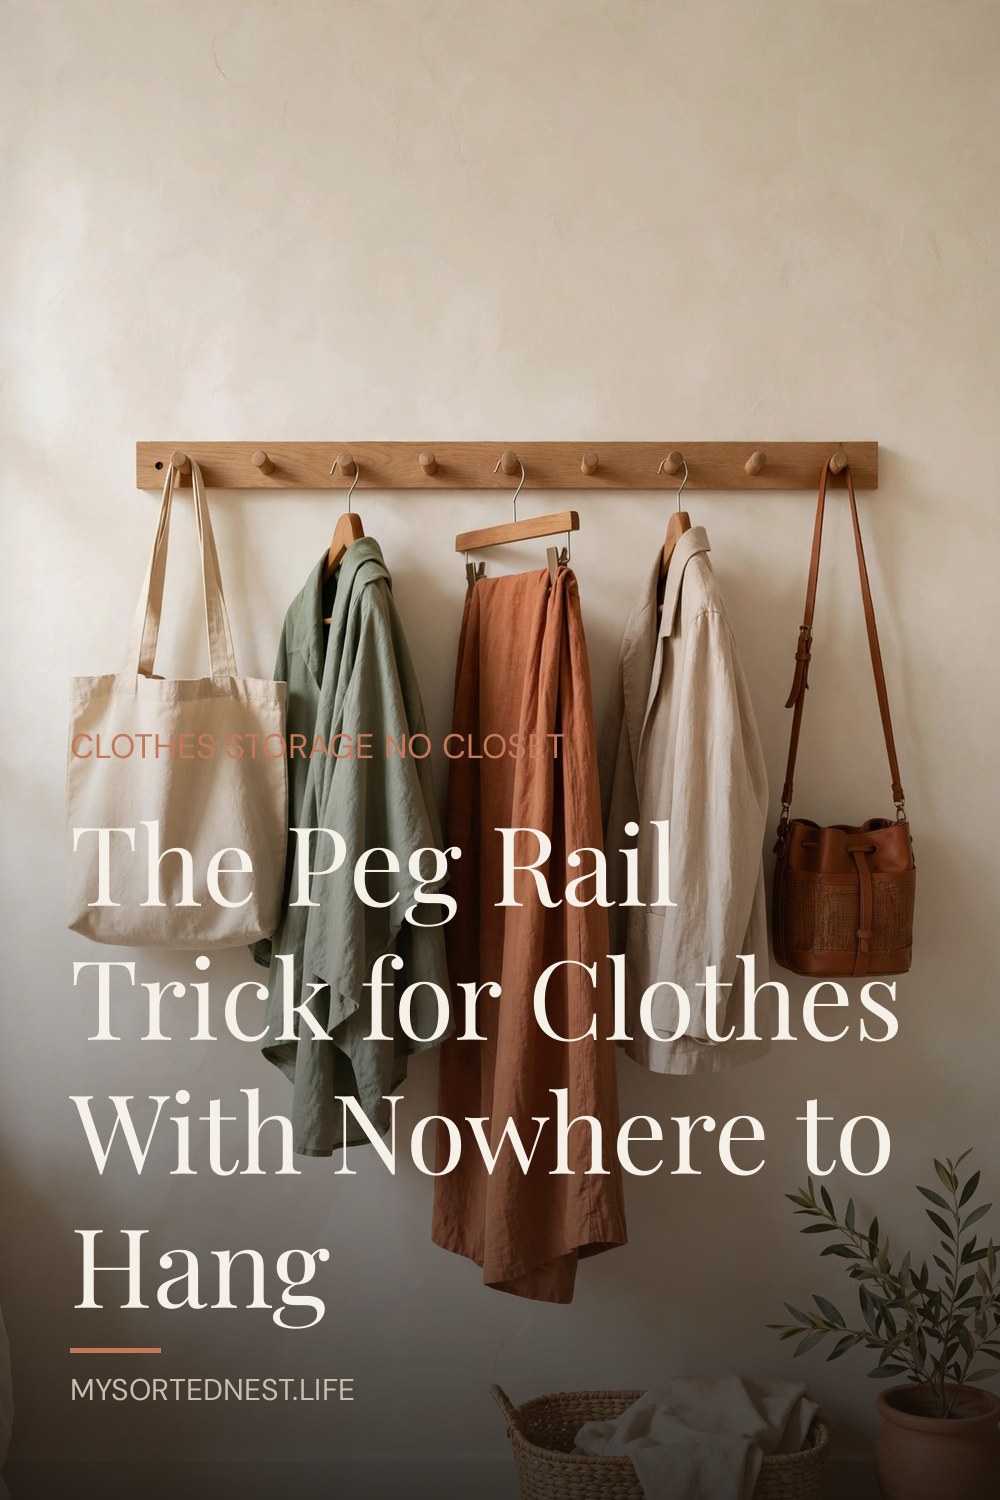 CLOTHES STORAGE NO CLOSET
The Peg Rail
Trick for Clothes
With Nowhere to
Hang
MYSORTEDNEST.LIFE